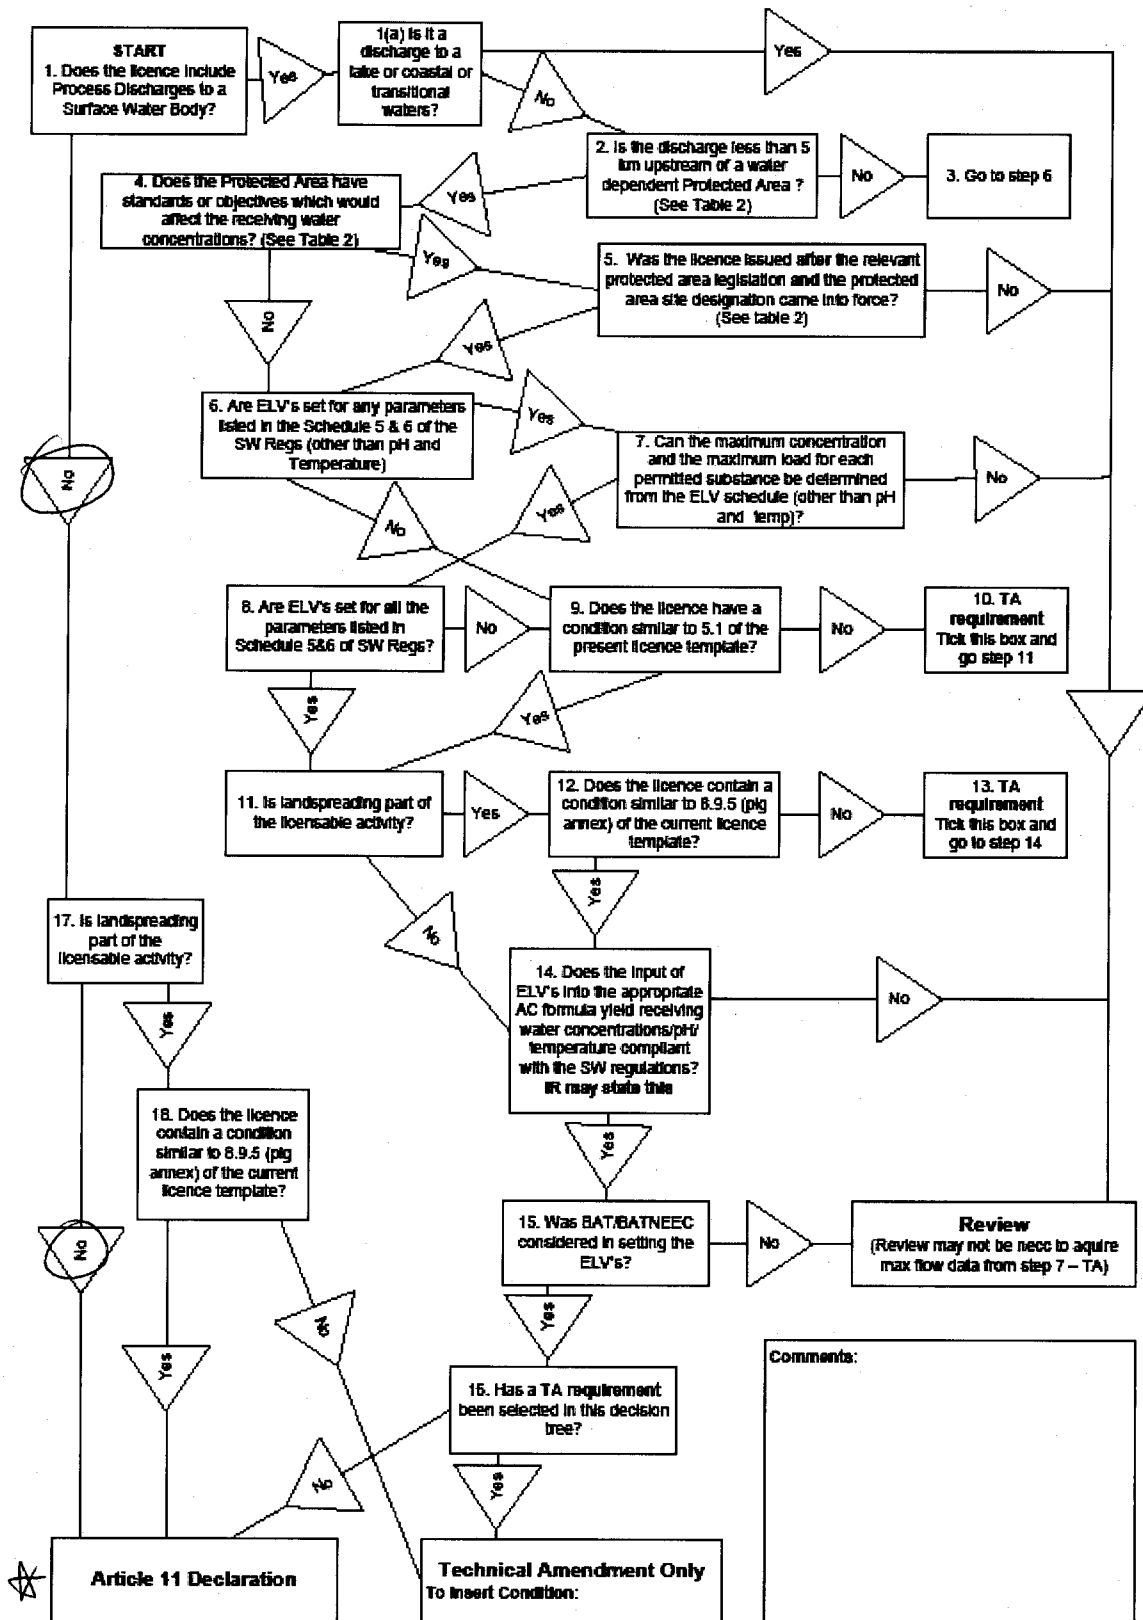 START
1. Does the licence include
Process Discharges to a
Surface Water Body?
Yes
1(a) Is it a
discharge to a
lake or coastal or
transitional
waters?
Yes
No
2. Is the discharge less than 5
km upstream of a water
dependent Protected Area ?
(See Table 2)
No
3. Go to step 6
Yes
4. Does the Protected Area have
standards or objectives which would
affect the receiving water
concentrations? (See Table 2)
Yes
No
5. Was the licence issued after the relevant
protected area legislation and the protected
area site designation came into force?
(See table 2)
No
Yes
6. Are ELV's set for any parameters
listed in the Schedule 5 & 6 of the
SW Regs (other than pH and
Temperature)
Yes
No
7. Can the maximum concentration
and the maximum load for each
permitted substance be determined
from the ELV schedule (other than pH
and temp)?
No
Yes
No
8. Are ELV's set for all the
parameters listed in
Schedule 5&6 of SW Regs?
No
9. Does the licence have a
condition similar to 5.1 of the
present licence template?
No
10. TA
requirement
Tick this box and
go step 11
Yes
Yes
11. Is landspreading part of
the licensable activity?
Yes
12. Does the licence contain a
condition similar to 8.9.5 (pig
annex) of the current licence
template?
No
13. TA
requirement
Tick this box and
go to step 14
Yes
No
14. Does the input of
ELV's into the appropriate
AC formula yield receiving
water concentrations/pH/
temperature compliant
with the SW regulations?
IR may state this
No
Yes
17. Is landspreading
part of the
licensable activity?
Yes
No
18. Does the licence
contain a condition
similar to 8.9.5 (pig
annex) of the current
licence template?
Yes
No
15. Was BAT/BATNEEC
considered in setting the
ELV's?
No
Review
(Review may not be necc to aquire
max flow data from step 7 – TA)
Yes
16. Has a TA requirement
been selected in this decision
tree?
No
Yes
Comments:
Article 11 Declaration
Technical Amendment Only
To Insert Condition: